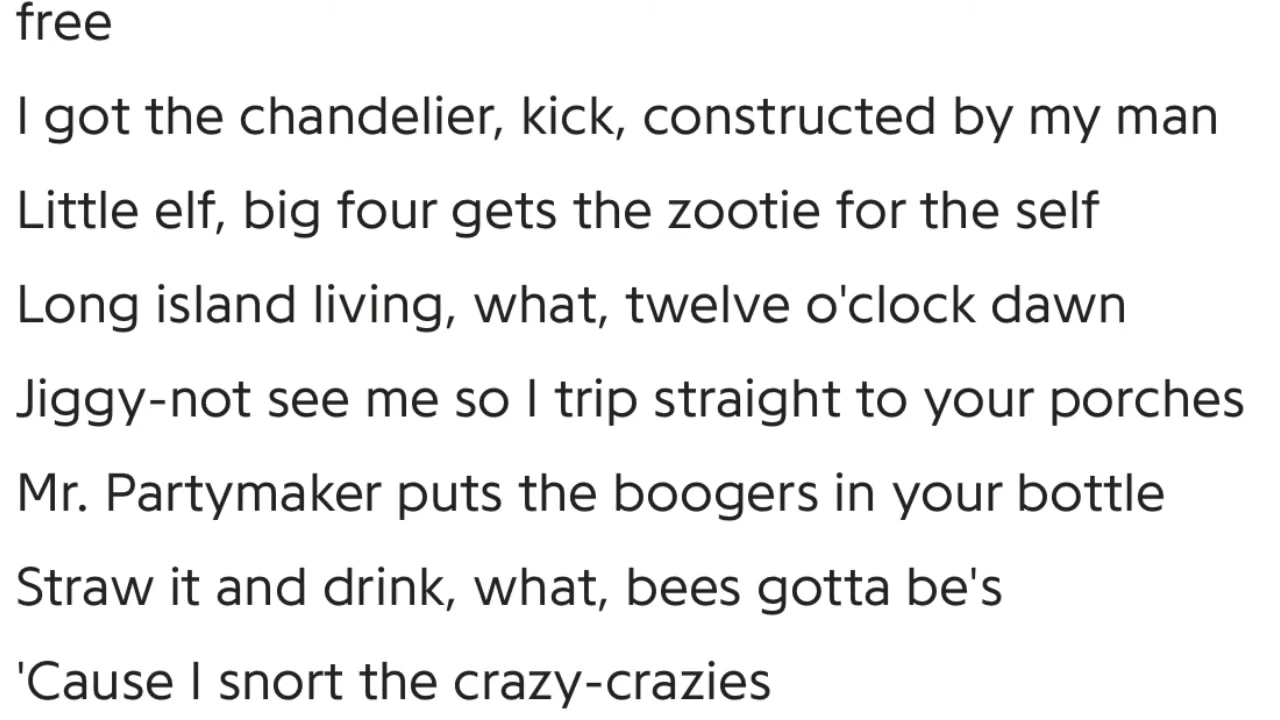 free
I got the chandelier, kick, constructed by my man
Little elf, big four gets the zootie for the self
Long island living, what, twelve o'clock dawn
Jiggy-not see me so I trip straight to your porches
Mr. Partymaker puts the boogers in your bottle
Straw it and drink, what, bees gotta be's
'Cause I snort the crazy-crazies